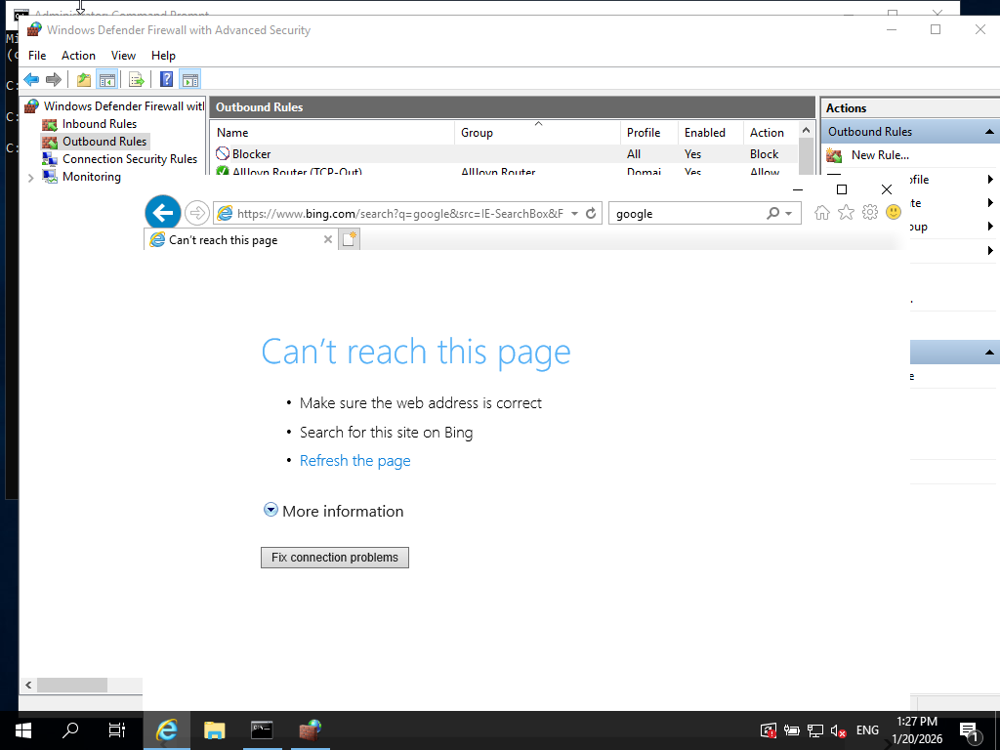 Administrator: Command Prompt
Windows Defender Firewall with Advanced Security
File Action View Help
Windows Defender Firewall with
Inbound Rules
Outbound Rules
Connection Security Rules
Monitoring
Outbound Rules
Name Group Profile Enabled Action
Blocker All Yes Block
AllJoyn Router (TCP-Out) AllJoyn Router Domai Yes Allow
Actions
Outbound Rules
New Rule...
https://www.bing.com/search?q=google&src=IE-SearchBox&F
google
Can't reach this page
Can't reach this page
• Make sure the web address is correct
• Search for this site on Bing
• Refresh the page
More information
Fix connection problems
ENG
1:27 PM
1/20/2026
1